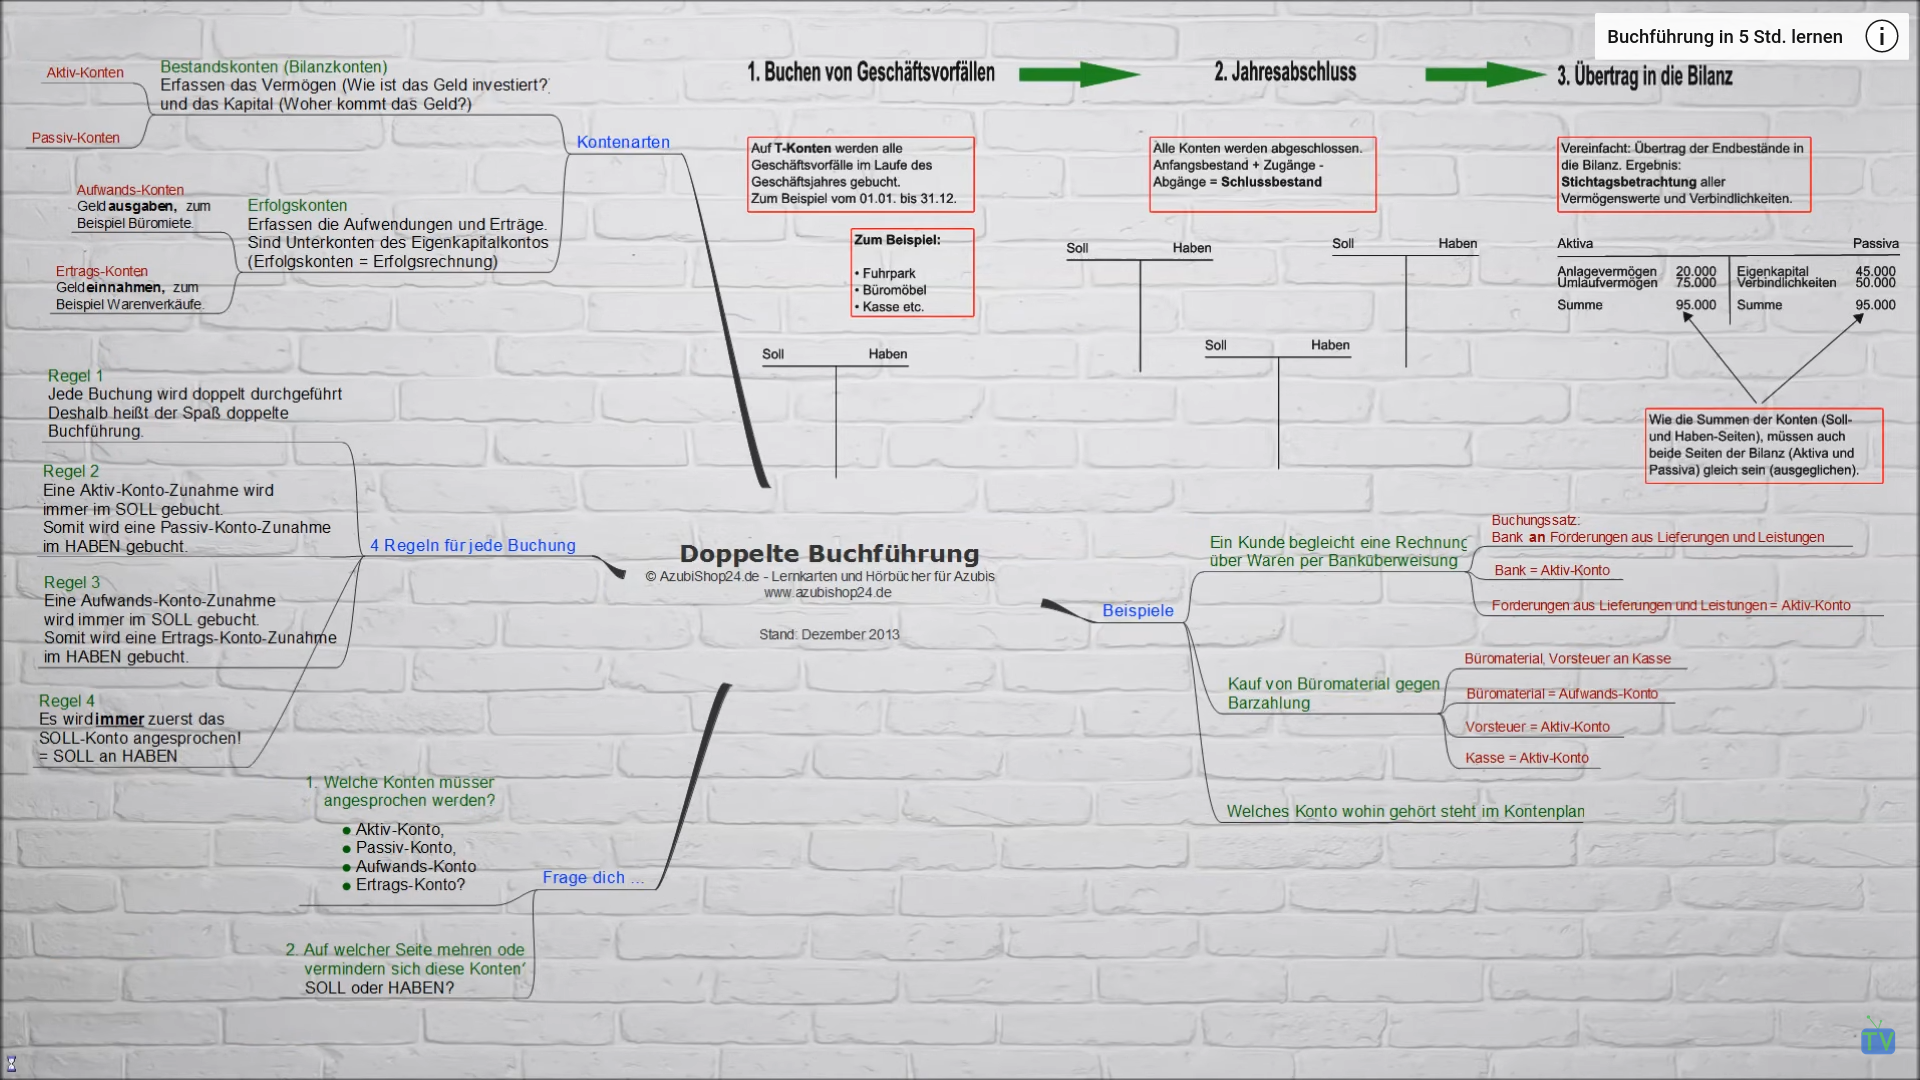 Buchführung in 5 Std. lernen
1. Buchen von Geschäftsvorfällen
2. Jahresabschluss
3. Übertrag in die Bilanz
Aktiv-Konten
Passiv-Konten
Bestandskonten (Bilanzkonten)
Erfassen das Vermögen (Wie ist das Geld investiert?)
und das Kapital (Woher kommt das Geld?)
Kontenarten
Aufwands-Konten
Geld ausgaben, zum
Beispiel Büromiete.
Ertrags-Konten
Geld einnahmen, zum
Beispiel Warenverkäufe.
Erfolgskonten
Erfassen die Aufwendungen und Erträge.
Sind Unterkonten des Eigenkapitalkontos
(Erfolgskonten = Erfolgsrechnung)
Auf T-Konten werden alle
Geschäftsvorfälle im Laufe des
Geschäftsjahres gebucht.
Zum Beispiel vom 01.01. bis 31.12.
Zum Beispiel:
• Fuhrpark
• Büromöbel
• Kasse etc.
Soll Haben
Alle Konten werden abgeschlossen.
Anfangsbestand + Zugänge -
Abgänge = Schlussbestand
Soll Haben
Soll Haben
Soll Haben
Vereinfacht: Übertrag der Endbestände in
die Bilanz. Ergebnis:
Stichtagsbetrachtung aller
Vermögenswerte und Verbindlichkeiten.
Aktiva Passiva
Anlagevermögen 20.000 Eigenkapital 45.000
Umlaufvermögen 75.000 Verbindlichkeiten 50.000
Summe 95.000 Summe 95.000
Wie die Summen der Konten (Soll-
und Haben-Seiten), müssen auch
beide Seiten der Bilanz (Aktiva und
Passiva) gleich sein (ausgeglichen).
Regel 1
Jede Buchung wird doppelt durchgeführt
Deshalb heißt der Spaß doppelte
Buchführung.
Regel 2
Eine Aktiv-Konto-Zunahme wird
immer im SOLL gebucht.
Somit wird eine Passiv-Konto-Zunahme
im HABEN gebucht.
4 Regeln für jede Buchung
Regel 3
Eine Aufwands-Konto-Zunahme
wird immer im SOLL gebucht.
Somit wird eine Ertrags-Konto-Zunahme
im HABEN gebucht.
Regel 4
Es wird immer zuerst das
SOLL-Konto angesprochen!
= SOLL an HABEN
Doppelte Buchführung
© AzubiShop24.de - Lernkarten und Hörbücher für Azubis
www.azubishop24.de
Stand: Dezember 2013
Beispiele
Ein Kunde begleicht eine Rechnung
über Waren per Banküberweisung
Buchungssatz:
Bank an Forderungen aus Lieferungen und Leistungen
Bank = Aktiv-Konto
Forderungen aus Lieferungen und Leistungen = Aktiv-Konto
Kauf von Büromaterial gegen
Barzahlung
Büromaterial, Vorsteuer an Kasse
Büromaterial = Aufwands-Konto
Vorsteuer = Aktiv-Konto
Kasse = Aktiv-Konto
Welches Konto wohin gehört steht im Kontenplan
1. Welche Konten müsser
angesprochen werden?
• Aktiv-Konto,
• Passiv-Konto,
• Aufwands-Konto
• Ertrags-Konto?
Frage dich ...
2. Auf welcher Seite mehren ode
vermindern sich diese Konten?
SOLL oder HABEN?
TV